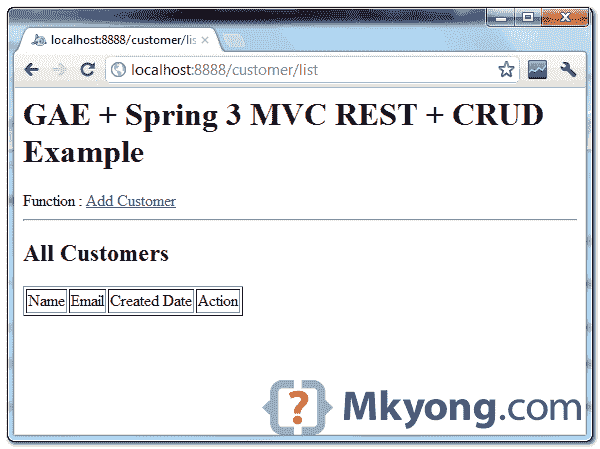 localhost:8888/customer/lis
localhost:8888/customer/list
GAE + Spring 3 MVC REST + CRUD
Example
Function : Add Customer
All Customers
Name Email Created Date Action
{?} Mkyong.com